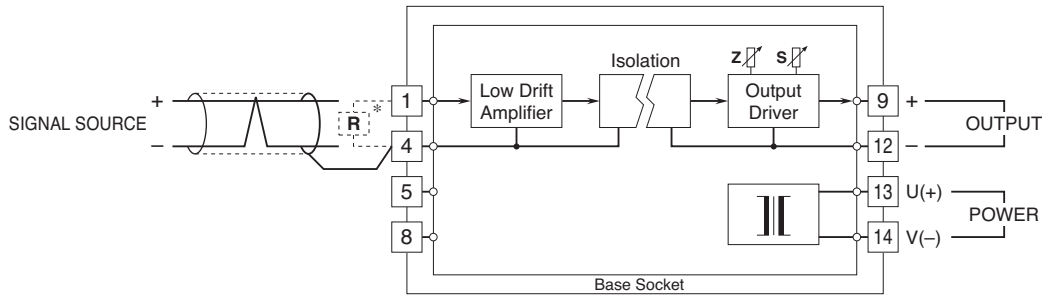 SIGNAL SOURCE
+
–
R
*
1
4
5
8
Low Drift
Amplifier
Isolation
Z
S
Output
Driver
9
+
12
–
OUTPUT
13
U(+)
14
V(–)
POWER
Base Socket